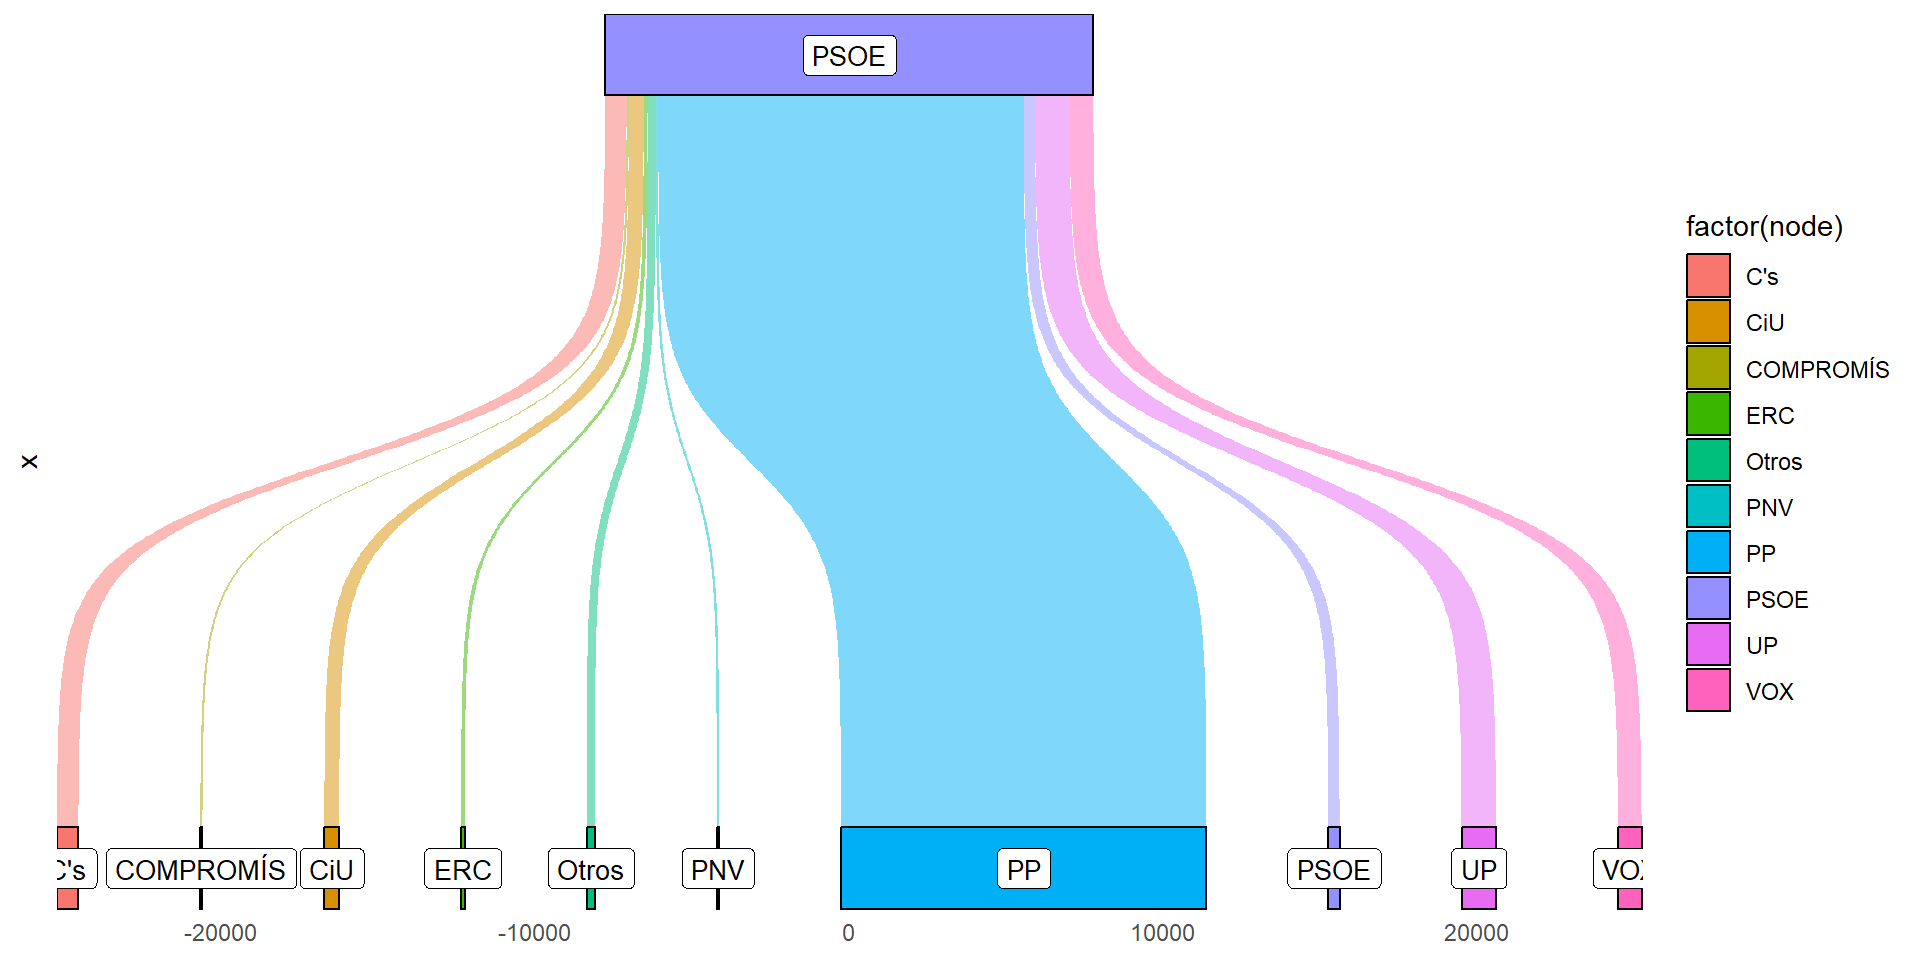 PSOE
x
C's
COMPROMÍS
CiU
ERC
Otros
PNV
PP
PSOE
UP
VOX
-20000
-10000
0
10000
20000
factor(node)
C's
CiU
COMPROMÍS
ERC
Otros
PNV
PP
PSOE
UP
VOX